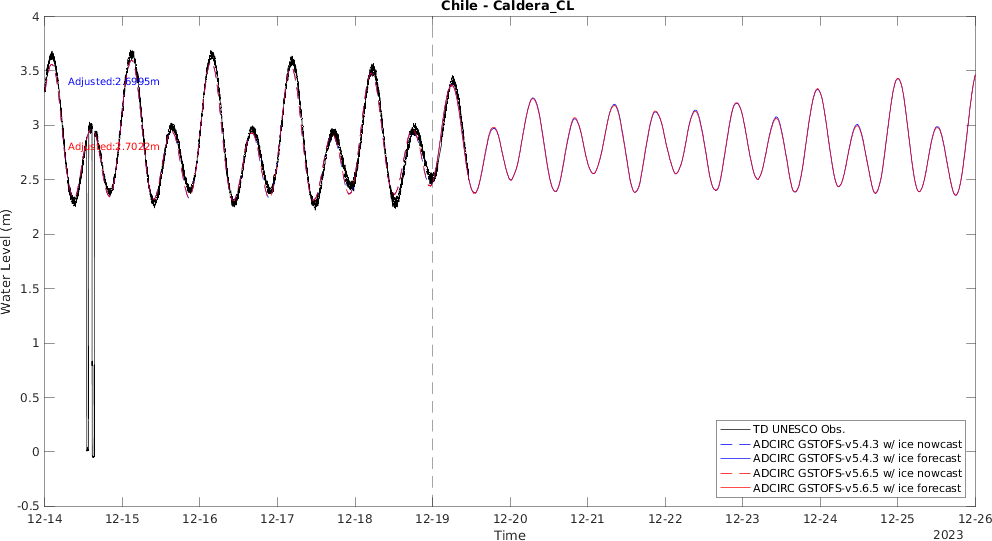 Chile - Caldera_CL
4
3.5
3
2.5
2
1.5
1
0.5
0
-0.5
Water Level (m)
Adjusted:2.6995m
Adjusted:2.7022m
TD UNESCO Obs.
ADCIRC GSTOFS-v5.4.3 w/ ice nowcast
ADCIRC GSTOFS-v5.4.3 w/ ice forecast
ADCIRC GSTOFS-v5.6.5 w/ ice nowcast
ADCIRC GSTOFS-v5.6.5 w/ ice forecast
12-14 12-15 12-16 12-17 12-18 12-19 12-20 12-21 12-22 12-23 12-24 12-25 12-26
Time
2023